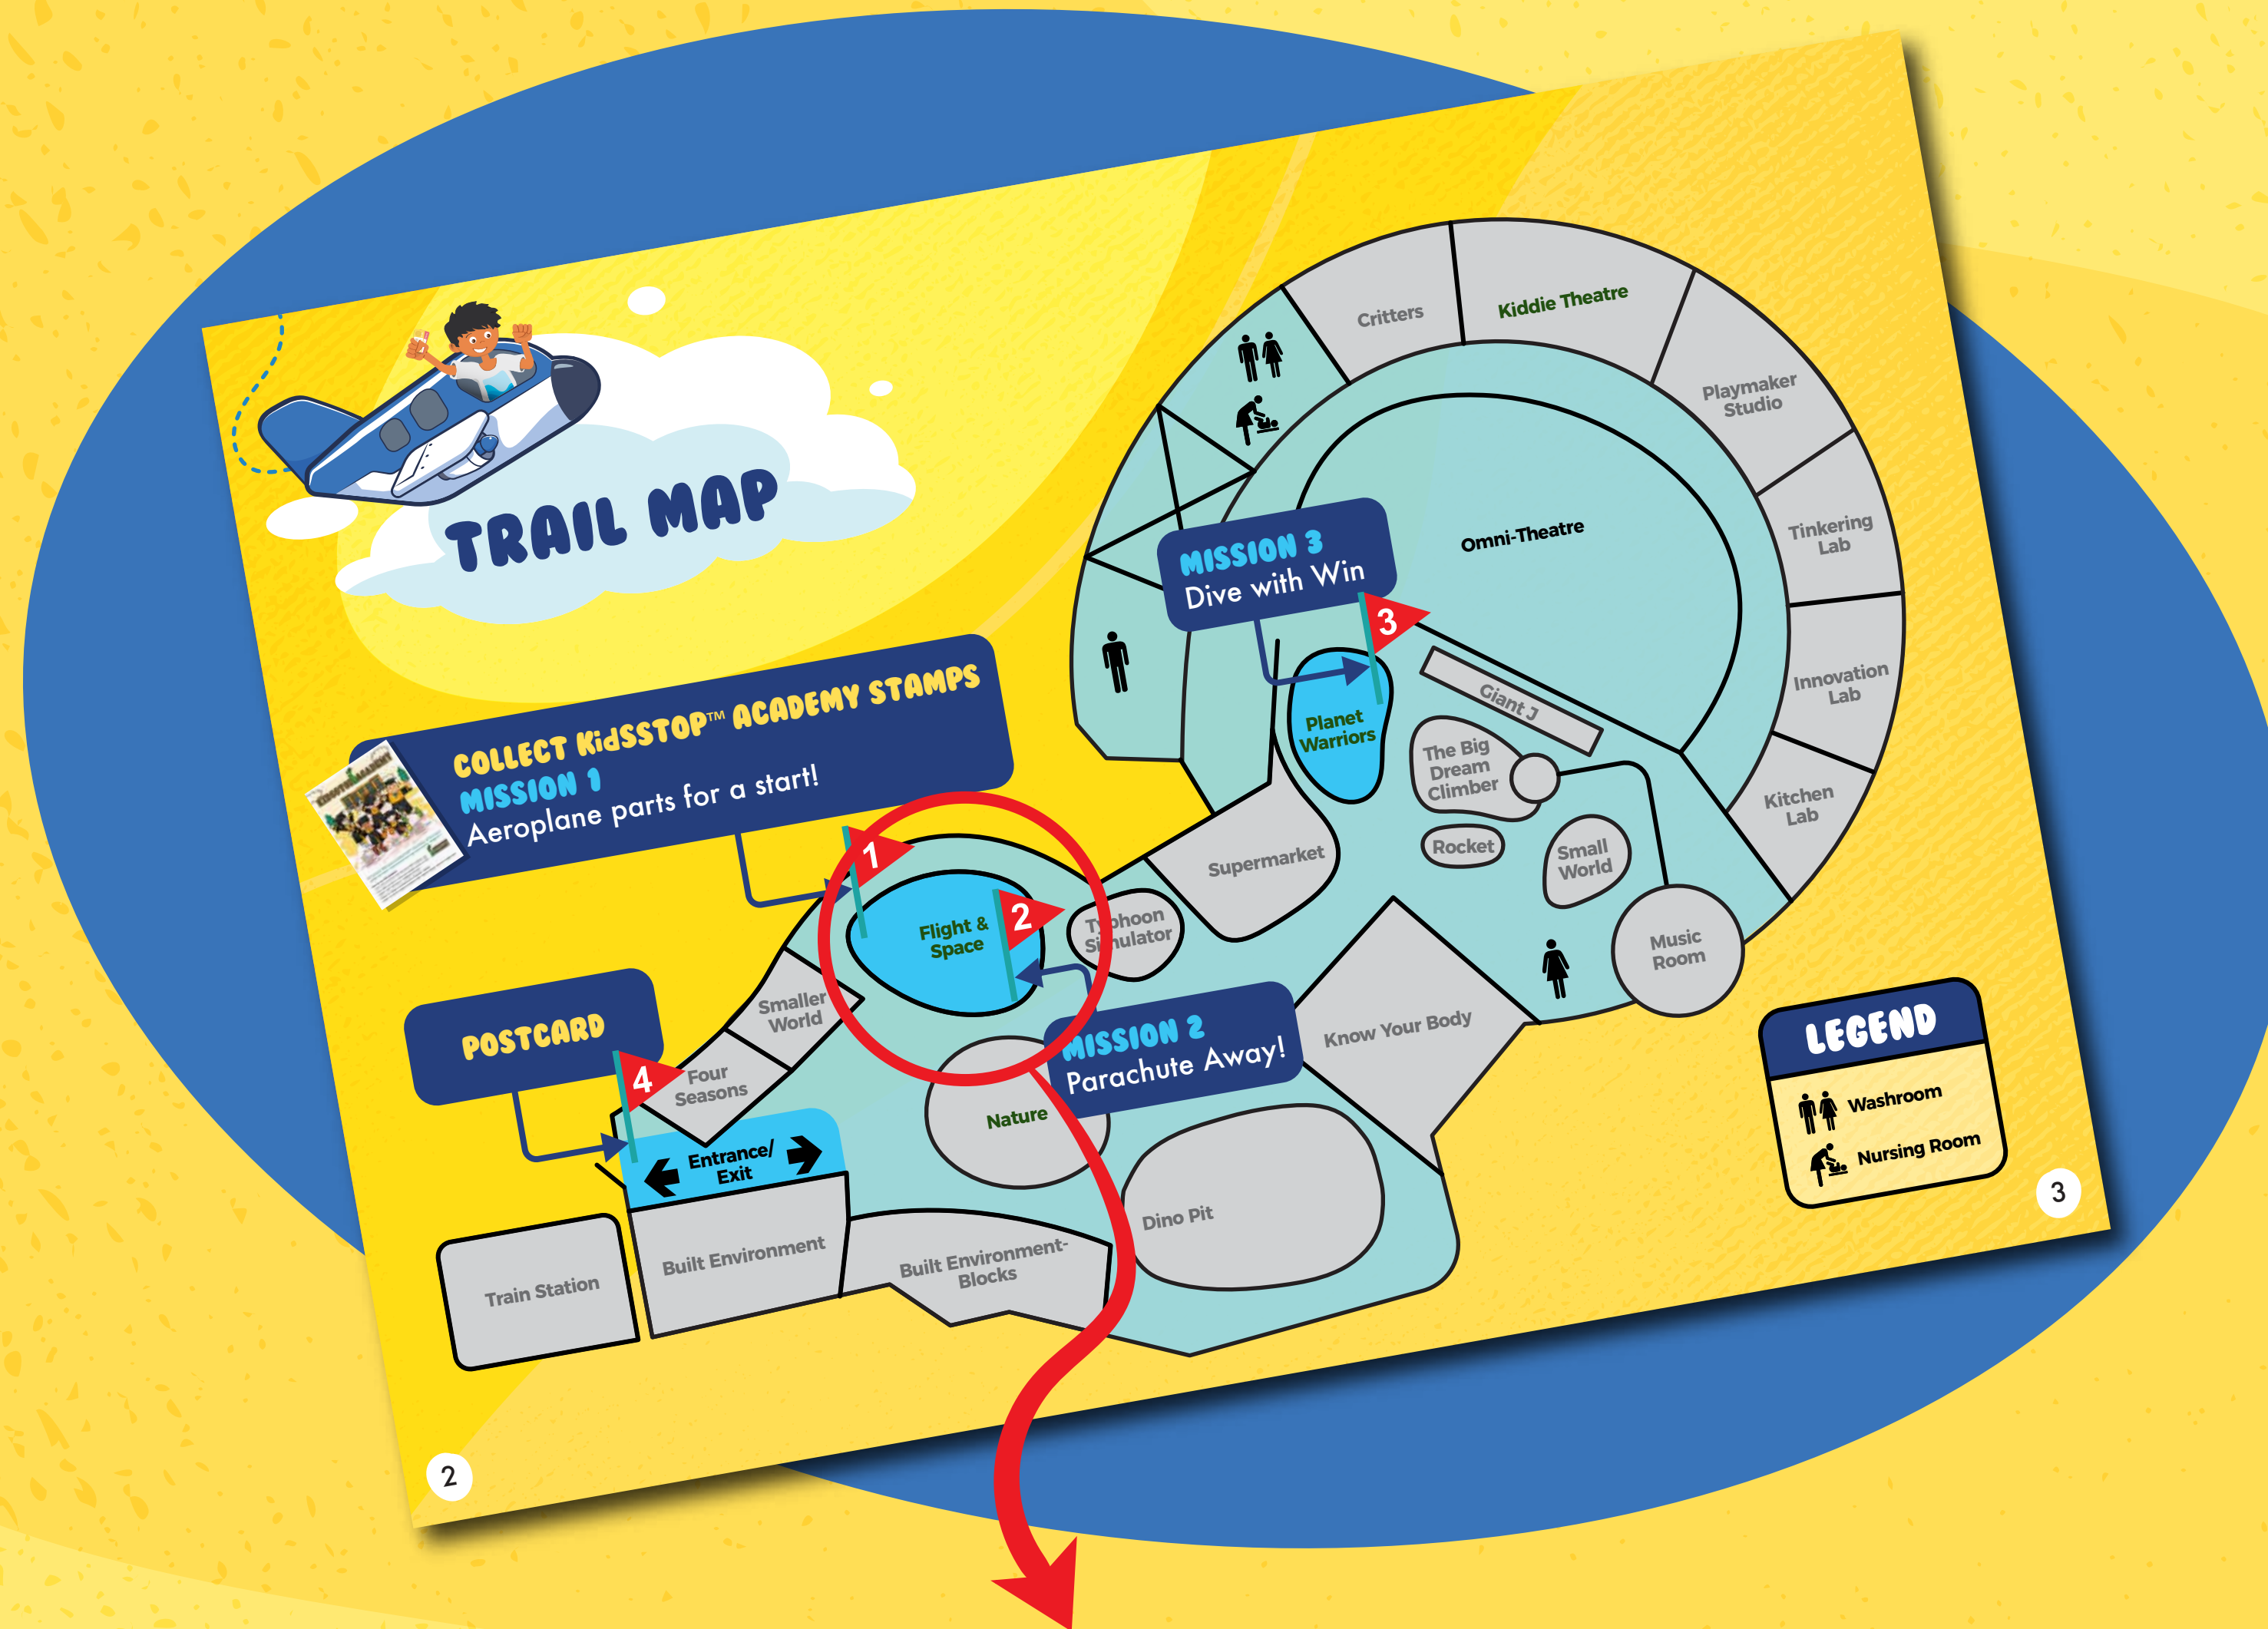 TRAIL MAP
COLLECT KidsSTOP™ ACADEMY STAMPS
MISSION 1
Aeroplane parts for a start!
MISSION 3
Dive with Win
3
Critters
Kiddie Theatre
Playmaker
Studio
Tinkering
Lab
Innovation
Lab
Kitchen
Lab
Omni-Theatre
Planet
Warriors
Giant J
The Big
Dream
Climber
Rocket
Small
World
Music
Room
Supermarket
1
Flight &
Space
2
Typhoon
Simulator
MISSION 2
Parachute Away!
Know Your Body
Smaller
World
Four
Seasons
POSTCARD
4
Entrance/
Exit
Nature
Dino Pit
Train Station
Built Environment
Built Environment-
Blocks
LEGEND
Washroom
Nursing Room
2
3